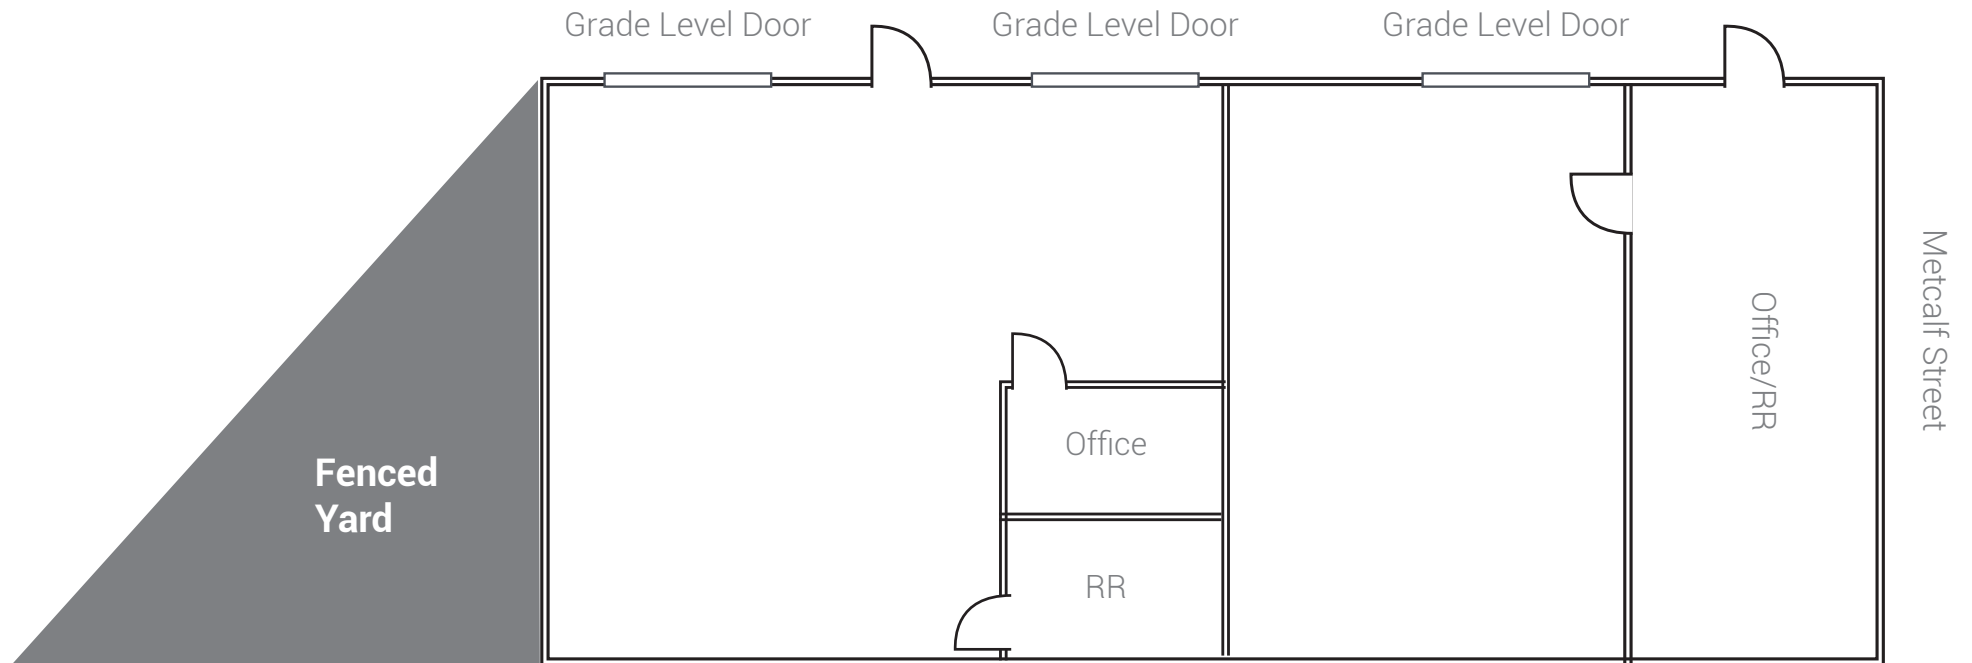 Grade Level Door
Grade Level Door
Grade Level Door
Metcalf Street
Office/RR
Office
Fenced
Yard
RR